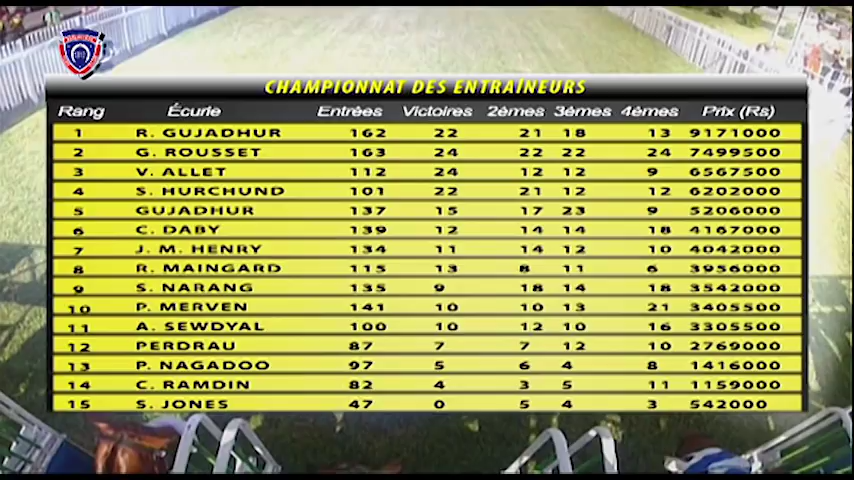 CHAMPIONNAT DES ENTRAÎNEURS
Rang Écurie Entrèes Victoires 2èmes 3èmes 4èmes Prix (Rs)
1 R. GUJADHUR 162 22 21 18 13 9171000
2 G. ROUSSET 163 24 22 22 24 7499500
3 V. ALLET 112 24 12 12 9 6567500
4 S. HURCHUND 101 22 21 12 12 6202000
5 GUJADHUR 137 15 17 23 9 5206000
6 C. DABY 139 12 14 14 18 4167000
7 J. M. HENRY 134 11 14 12 10 4042000
8 R. MAINGARD 115 13 8 11 6 3956000
9 S. NARANG 135 9 18 14 18 3542000
10 P. MERVEN 141 10 10 13 21 3405500
11 A. SEWDYAL 100 10 12 10 16 3305500
12 PERDRAU 87 7 7 12 10 2769000
13 P. NAGADOO 97 5 6 4 8 1416000
14 C. RAMDIN 82 4 3 5 11 1159000
15 S. JONES 47 0 5 4 3 542000